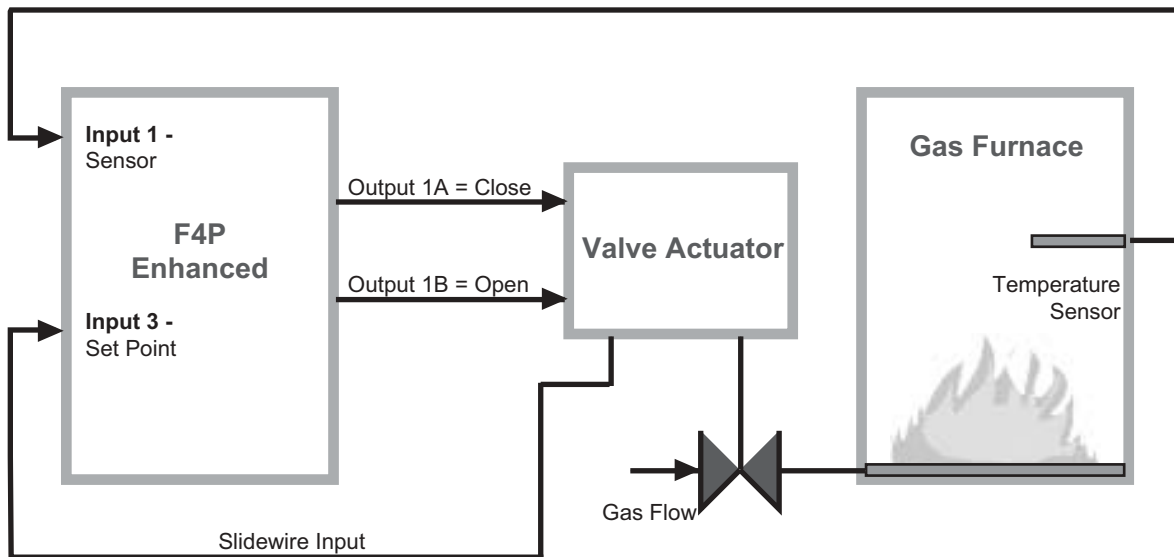 Input 1 -
Sensor
F4P
Enhanced
Input 3 -
Set Point
Output 1A = Close
Output 1B = Open
Valve Actuator
Gas Furnace
Temperature
Sensor
Gas Flow
Slidewire Input